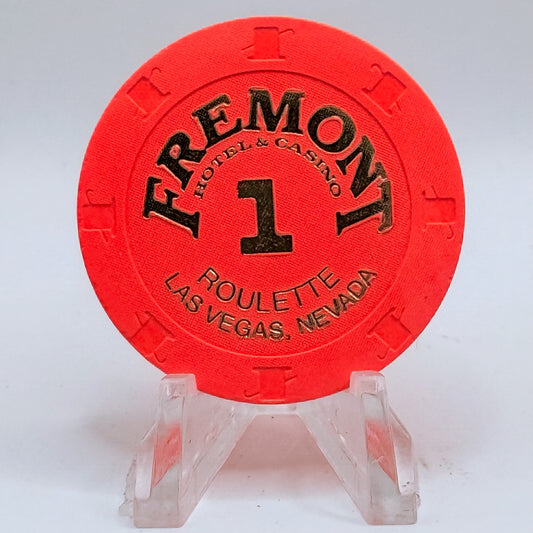 FREMONT
HOTEL & CASINO
1
ROULETTE
LAS VEGAS, NEVADA